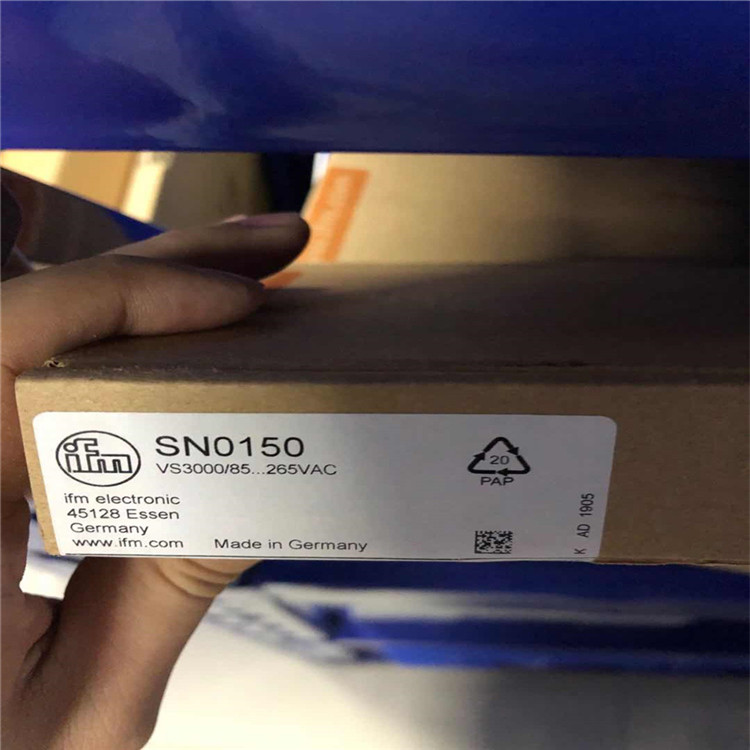 ifm
SN0150
VS3000/85...265VAC
ifm electronic
45128 Essen
Germany
www.ifm.com
Made in Germany
20
PAP
K AD 1905